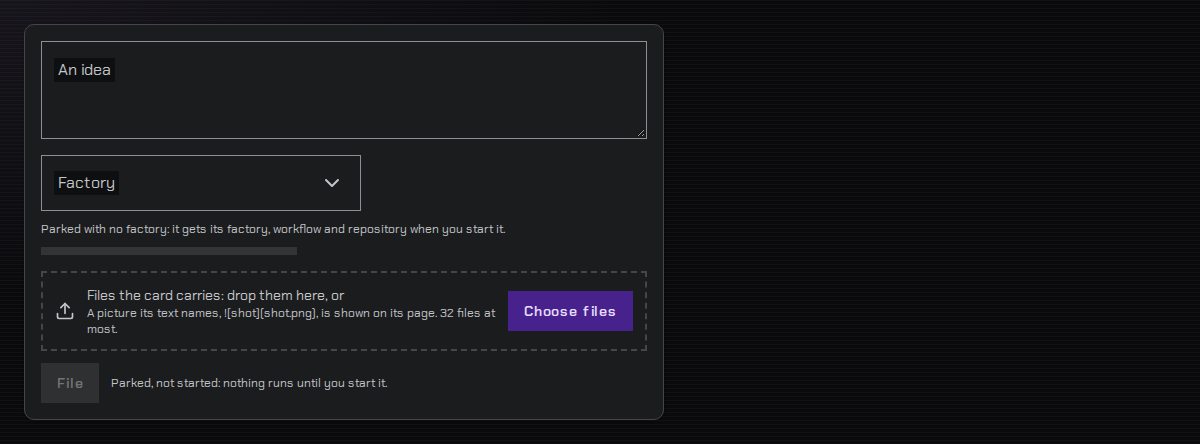 An idea
Factory
Parked with no factory: it gets its factory, workflow and repository when you start it.
Files the card carries: drop them here, or
A picture its text names, ![shot](shot.png), is shown on its page. 32 files at
most.
Choose files
File
Parked, not started: nothing runs until you start it.